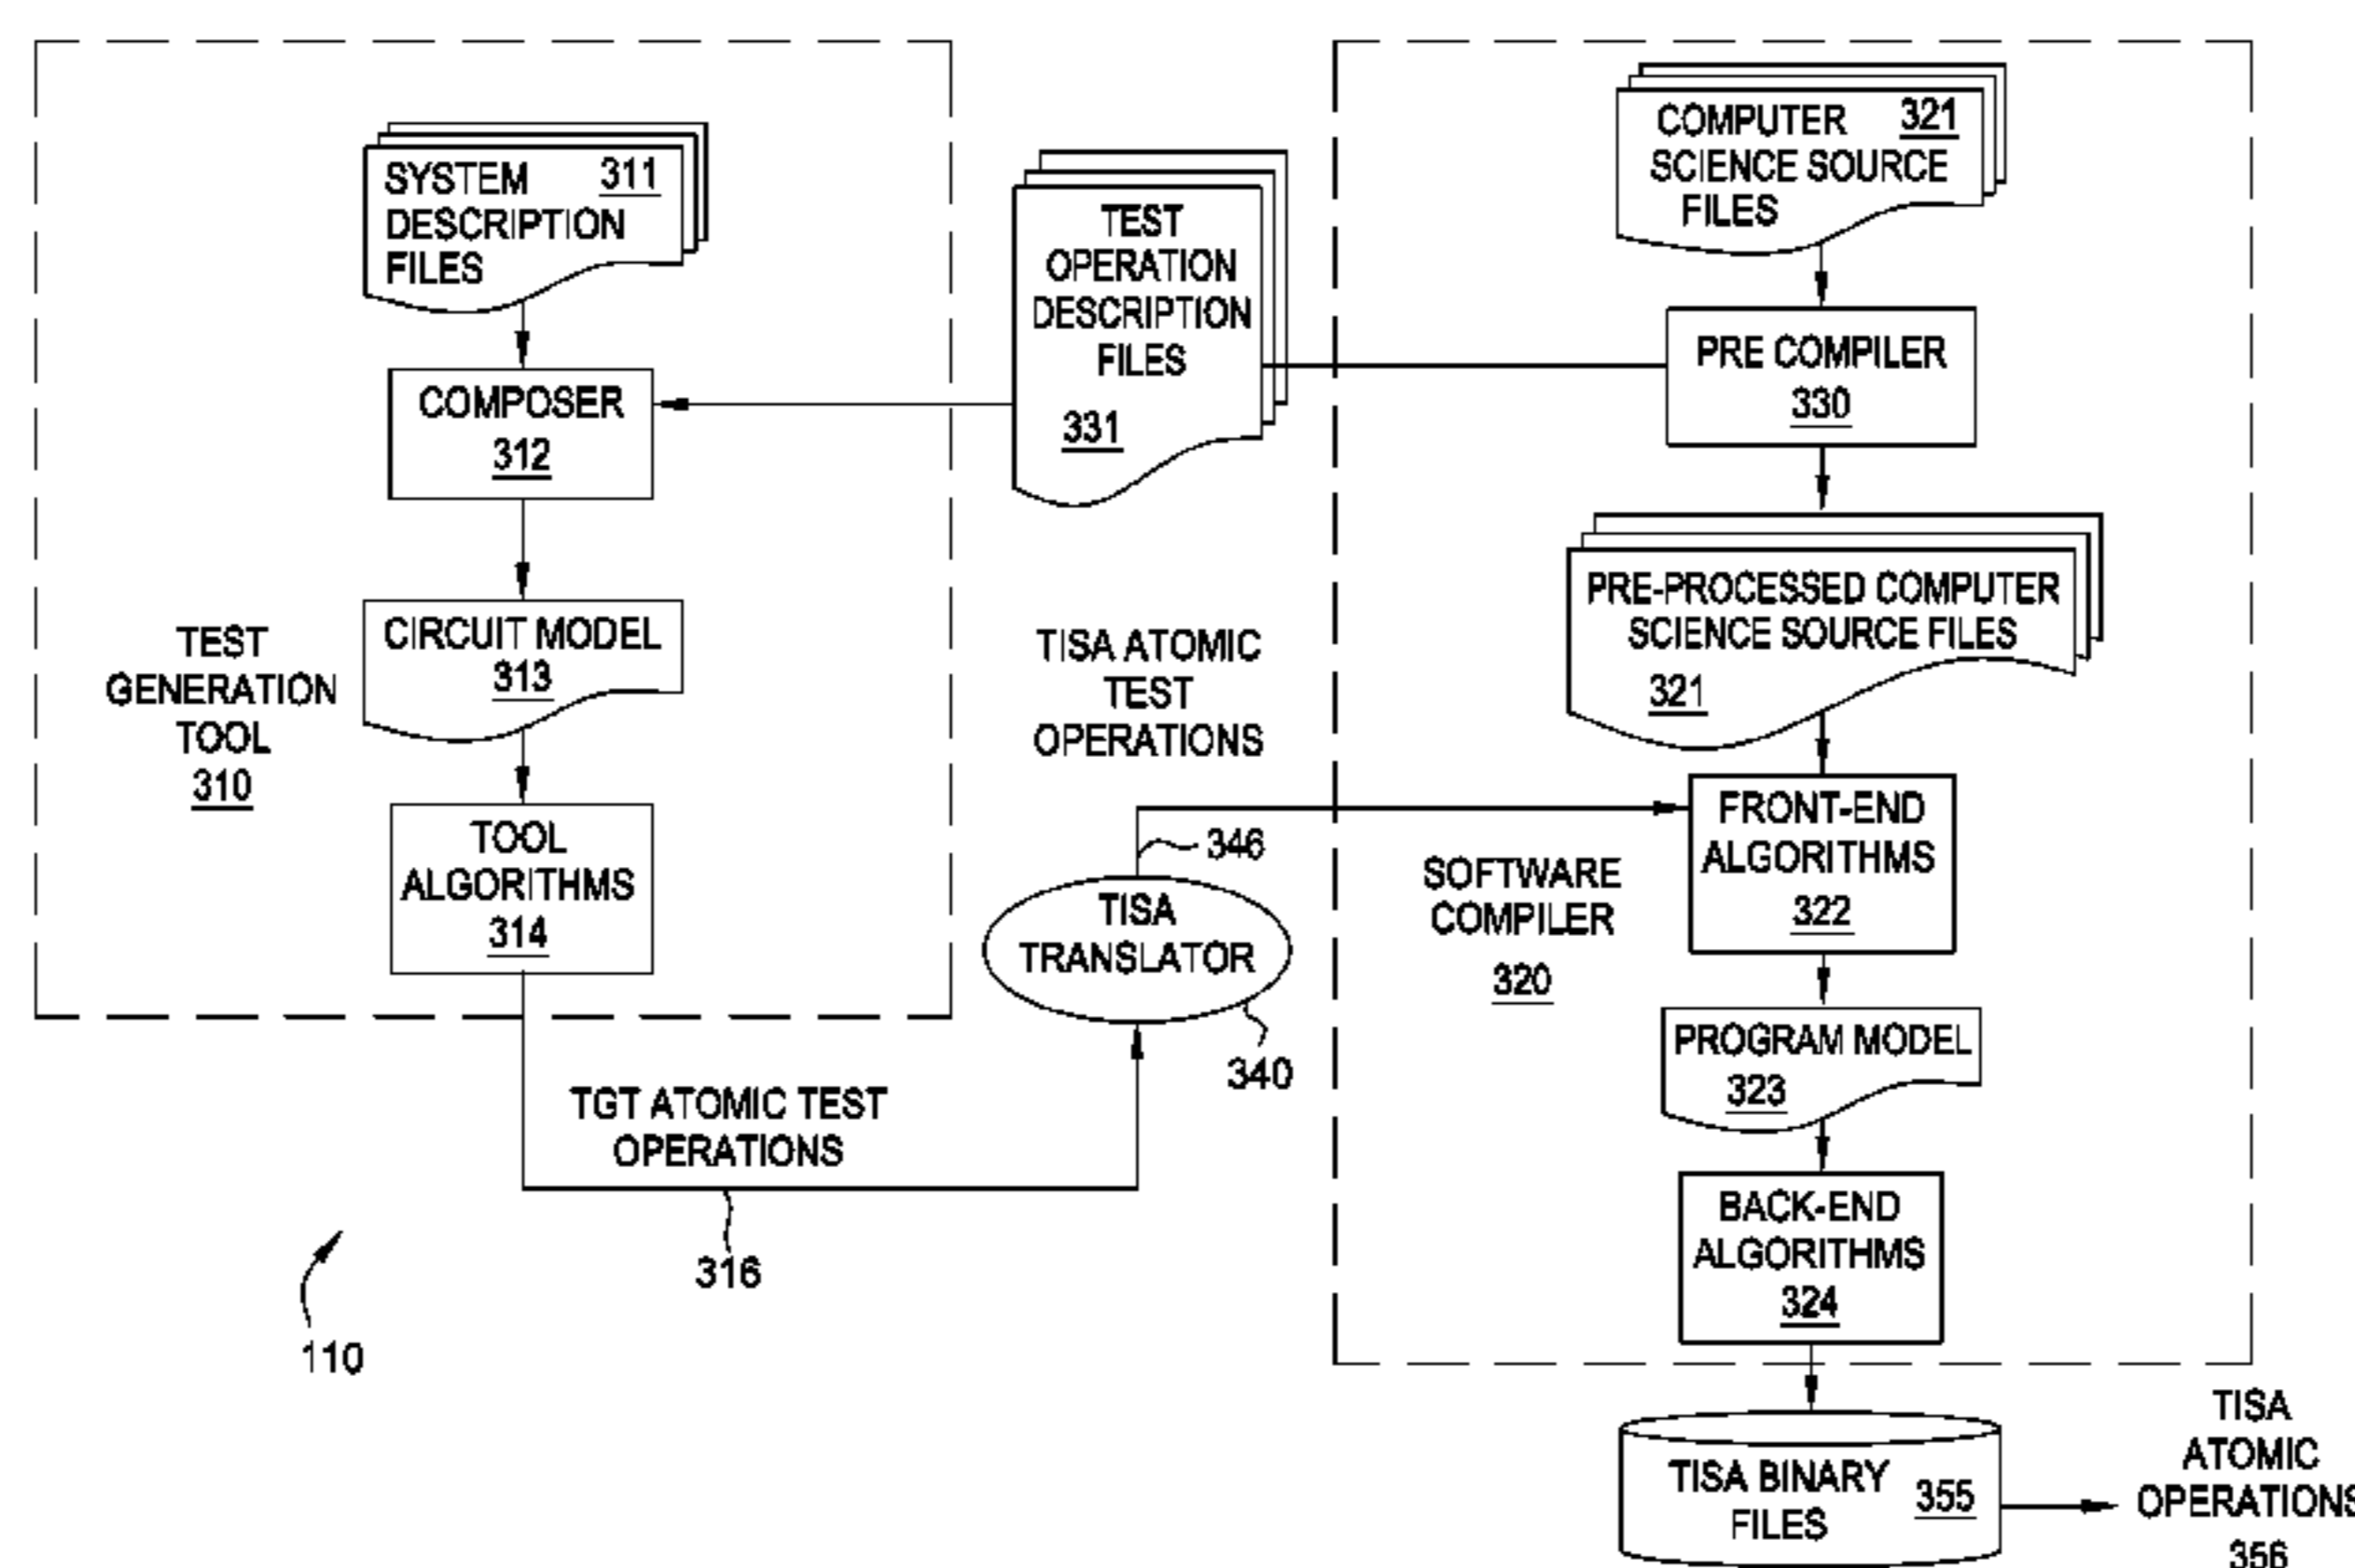 SYSTEM 311
DESCRIPTION
FILES
COMPOSER
312
CIRCUIT MODEL
313
TEST
GENERATION
TOOL
310
TOOL
ALGORITHMS
314
TGT ATOMIC TEST
OPERATIONS
316
110
TEST
OPERATION
DESCRIPTION
FILES
331
TISA ATOMIC
TEST
OPERATIONS
346
TISA
TRANSLATOR
340
COMPUTER 321
SCIENCE SOURCE
FILES
PRE COMPILER
330
PRE-PROCESSED COMPUTER
SCIENCE SOURCE FILES
321
FRONT-END
ALGORITHMS
322
SOFTWARE
COMPILER
320
PROGRAM MODEL
323
BACK-END
ALGORITHMS
324
TISA BINARY 355
FILES
TISA
ATOMIC
OPERATIONS
356